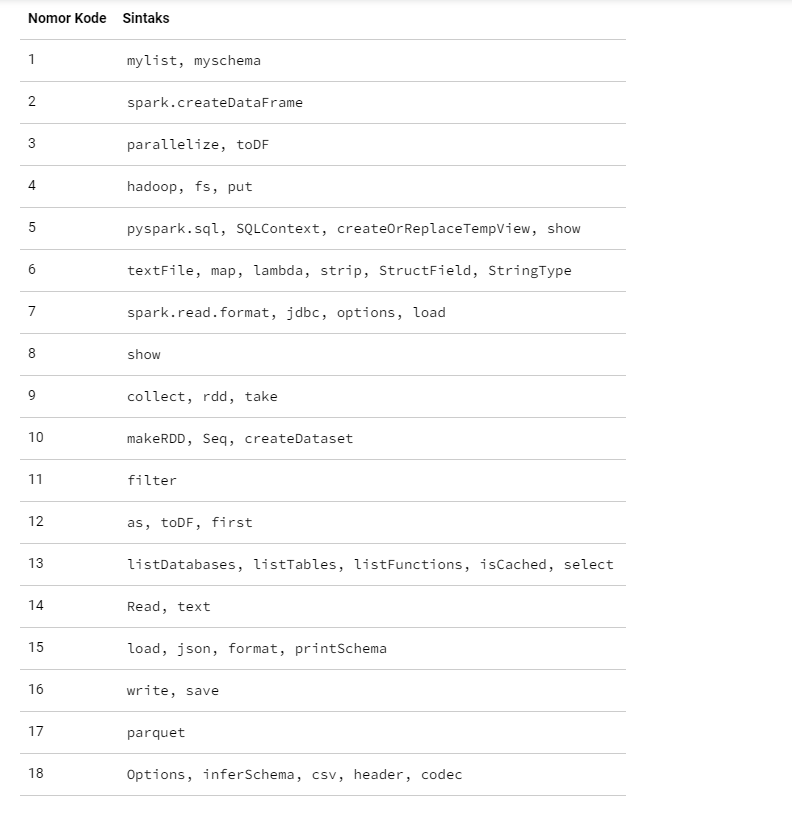 Nomor Kode Sintaks
1 mylist, myschema
2 spark.createDataFrame
3 parallelize, toDF
4 hadoop, fs, put
5 pyspark.sql, SQLContext, createOrReplaceTempView, show
6 textFile, map, lambda, strip, StructField, StringType
7 spark.read.format, jdbc, options, load
8 show
9 collect, rdd, take
10 makeRDD, Seq, createDataset
11 filter
12 as, toDF, first
13 listDatabases, listTables, listFunctions, isCached, select
14 Read, text
15 load, json, format, printSchema
16 write, save
17 parquet
18 Options, inferSchema, csv, header, codec